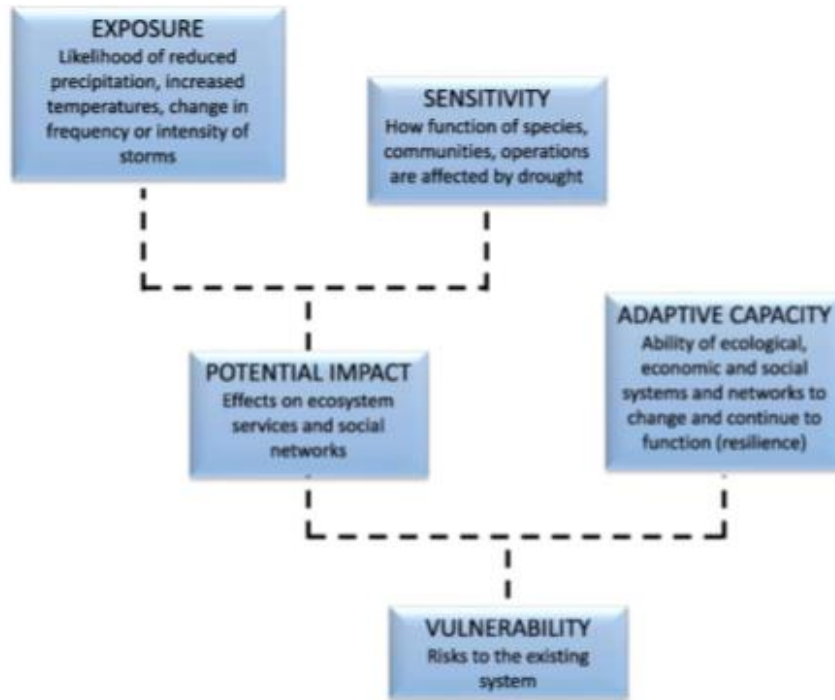 EXPOSURE
Likelihood of reduced
precipitation, increased
temperatures, change in
frequency or intensity of
storms
SENSITIVITY
How function of species,
communities, operations
are affected by drought
ADAPTIVE CAPACITY
Ability of ecological,
economic and social
systems and networks to
change and continue to
function (resilience)
POTENTIAL IMPACT
Effects on ecosystem
services and social
networks
VULNERABILITY
Risks to the existing
system